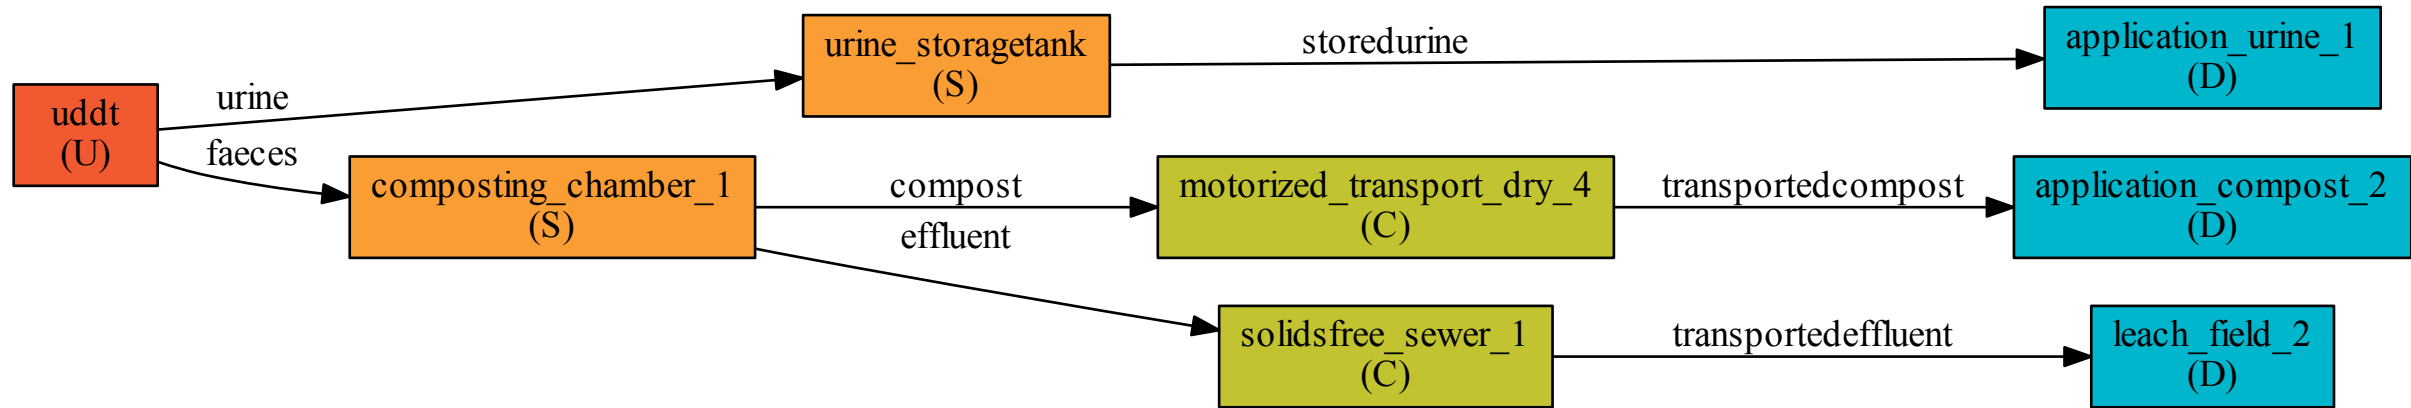 uddt
(U)
urine
faeces
urine_storagetank
(S)
storedurine
application_urine_1
(D)
composting_chamber_1
(S)
compost
effluent
motorized_transport_dry_4
(C)
transportedcompost
application_compost_2
(D)
solidsfree_sewer_1
(C)
transportedeffluent
leach_field_2
(D)